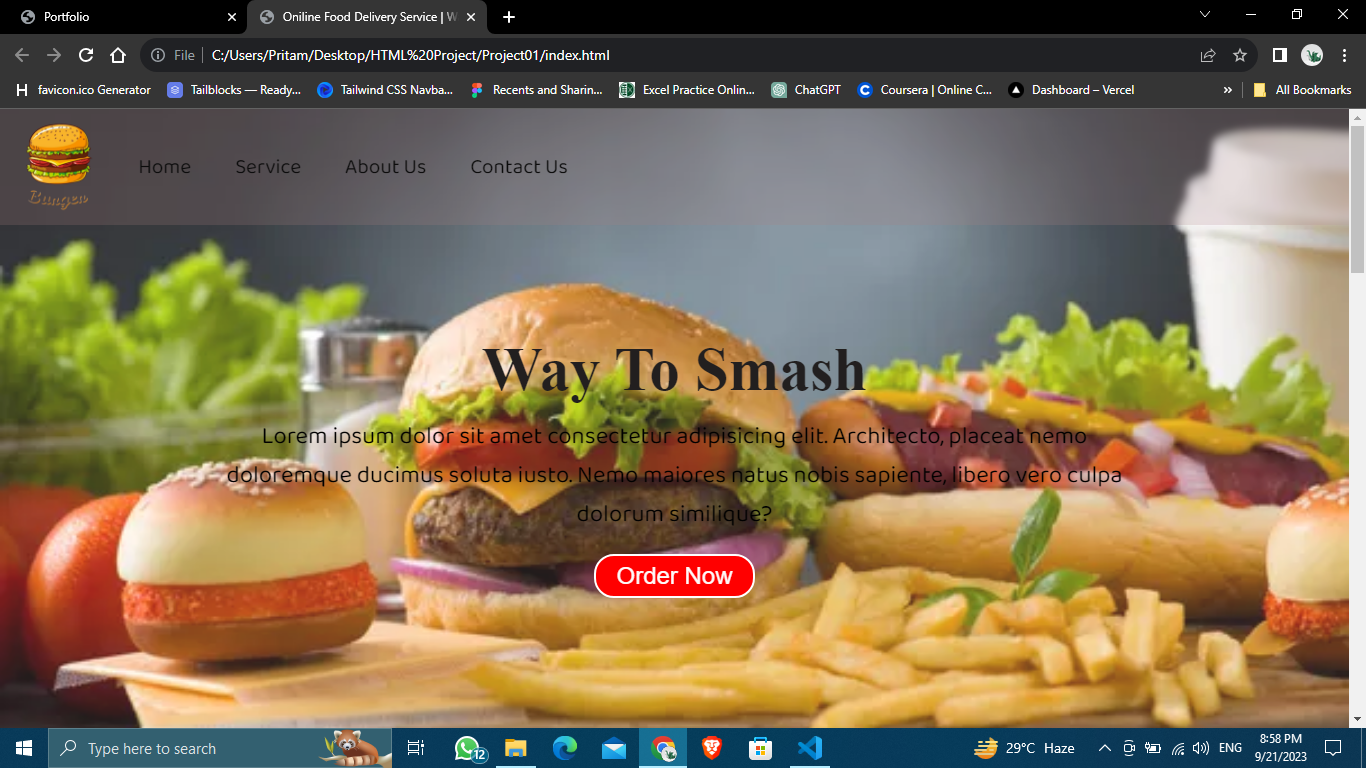 Portfolio
Oniline Food Delivery Service | W
File
C:/Users/Pritam/Desktop/HTML%20Project/Project01/index.html
favicon.ico Generator
Tailblocks — Ready...
Tailwind CSS Navba...
Recents and Sharin...
Excel Practice Onlin...
ChatGPT
Coursera | Online C...
Dashboard – Vercel
»
All Bookmarks
Bungen
Home
Service
About Us
Contact Us
Way To Smash
Lorem ipsum dolor sit amet consectetur adipisicing elit. Architecto, placeat nemo
doloremque ducimus soluta iusto. Nemo maiores natus nobis sapiente, libero vero culpa
dolorum similique?
Order Now
Type here to search
12
29°C Haze
ENG
8:58 PM
9/21/2023